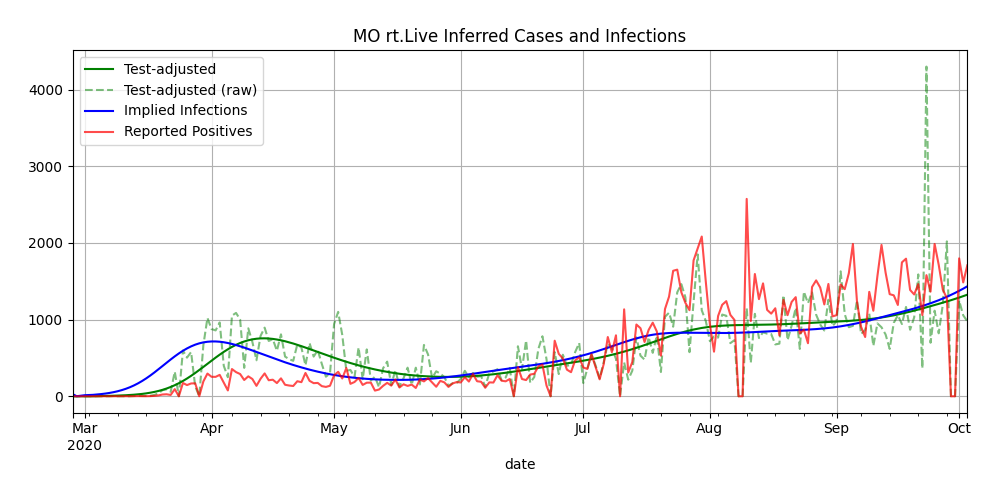 MO rt.Live Inferred Cases and Infections
Test-adjusted
Test-adjusted (raw)
Implied Infections
Reported Positives
4000
3000
2000
1000
0
Mar Apr May Jun Jul Aug Sep Oct
2020
date